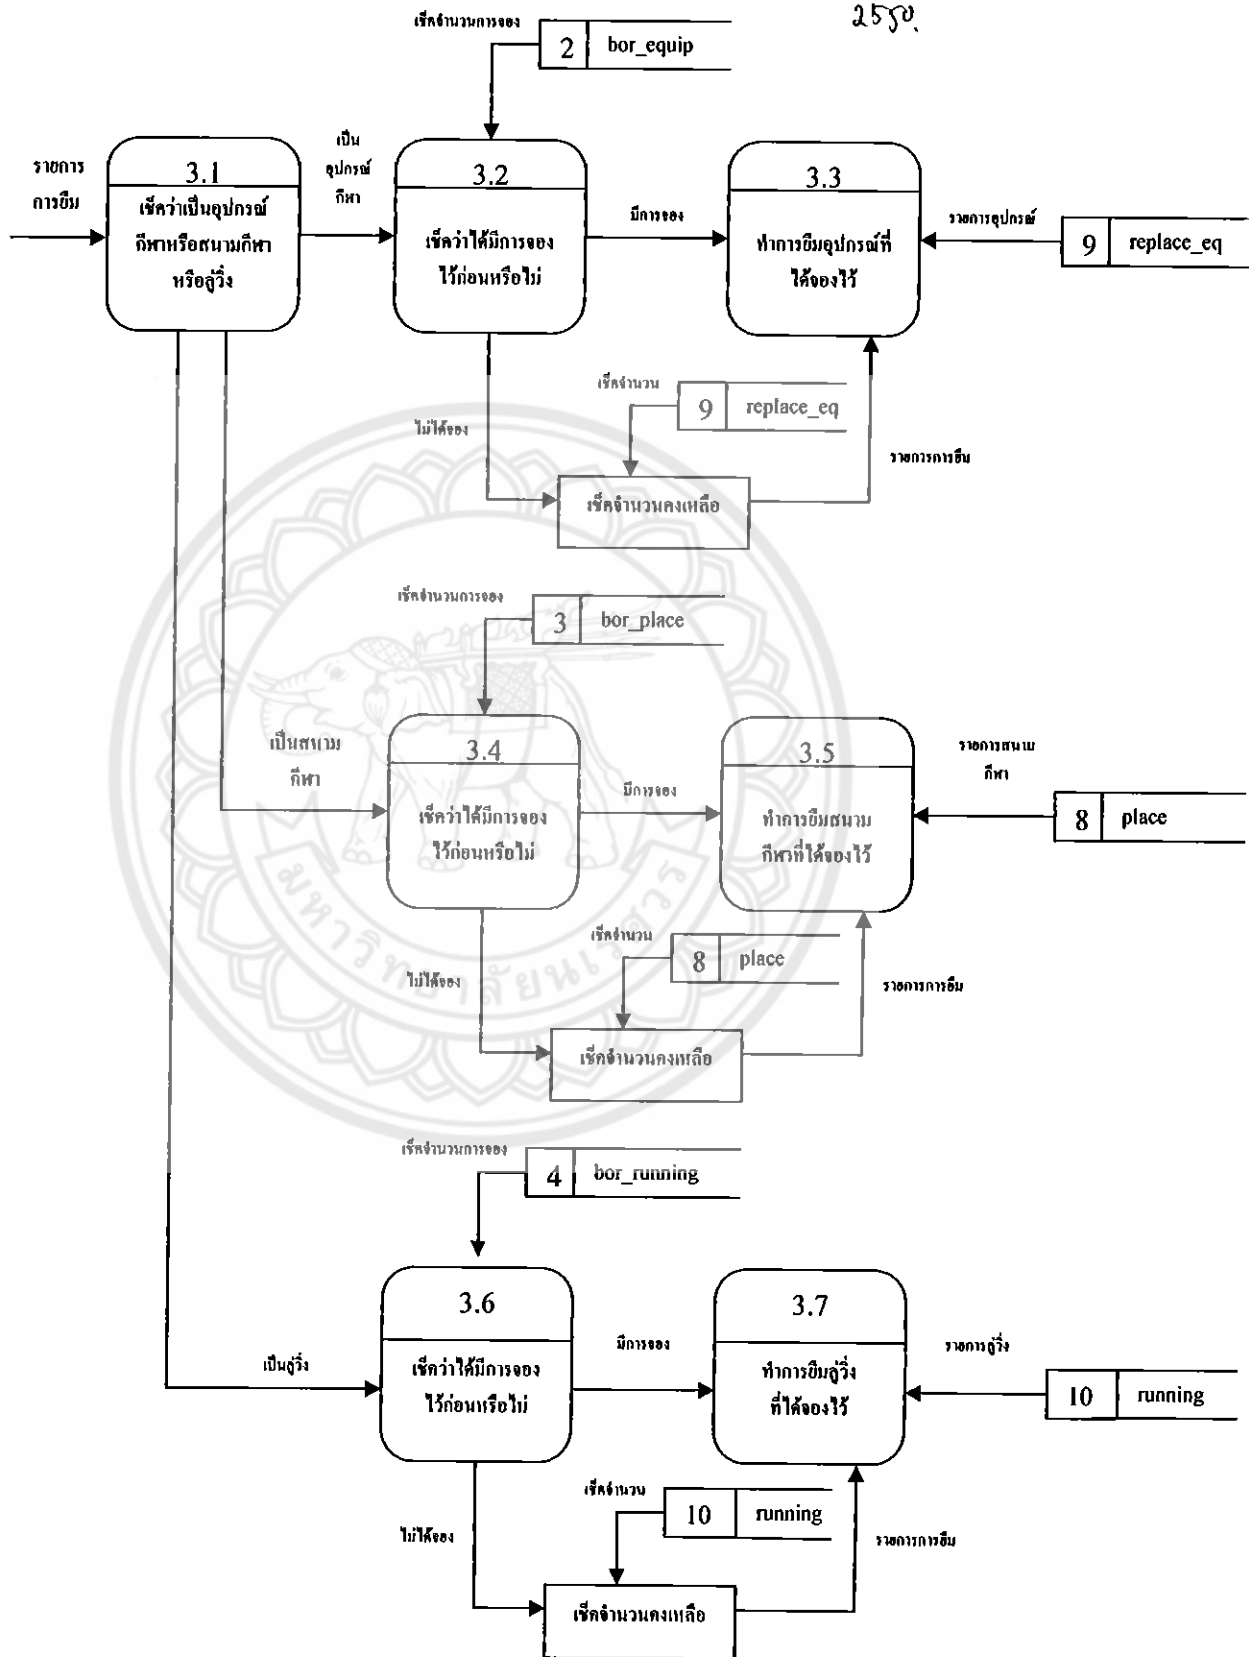 2550.
เช็คจำนวนการจอง
2 bor_equip
รายการ
การยืม
3.1
เช็คว่าเป็นอุปกรณ์
กีฬาหรือสนามกีฬา
หรือลู่วิ่ง
เป็น
อุปกรณ์
กีฬา
3.2
เช็คว่าได้มีการจอง
ไว้ก่อนหรือไม่
มีการจอง
3.3
ทำการยืมอุปกรณ์ที่
ได้จองไว้
รายการอุปกรณ์
9 replace_eq
ไม่ได้จอง
เช็คจำนวน
9 replace_eq
เช็คจำนวนคงเหลือ
รายการการยืม
เช็คจำนวนการจอง
3 bor_place
เป็นสนาม
กีฬา
3.4
เช็คว่าได้มีการจอง
ไว้ก่อนหรือไม่
มีการจอง
3.5
ทำการยืมสนาม
กีฬาที่ได้จองไว้
รายการสนาม
กีฬา
8 place
ไม่ได้จอง
เช็คจำนวน
8 place
เช็คจำนวนคงเหลือ
รายการการยืม
มหาวิทยาลัยนเรศวร
เช็คจำนวนการจอง
4 bor_running
เป็นลู่วิ่ง
3.6
เช็คว่าได้มีการจอง
ไว้ก่อนหรือไม่
มีการจอง
3.7
ทำการยืมลู่วิ่ง
ที่ได้จองไว้
รายการลู่วิ่ง
10 running
ไม่ได้จอง
เช็คจำนวน
10 running
เช็คจำนวนคงเหลือ
รายการการยืม